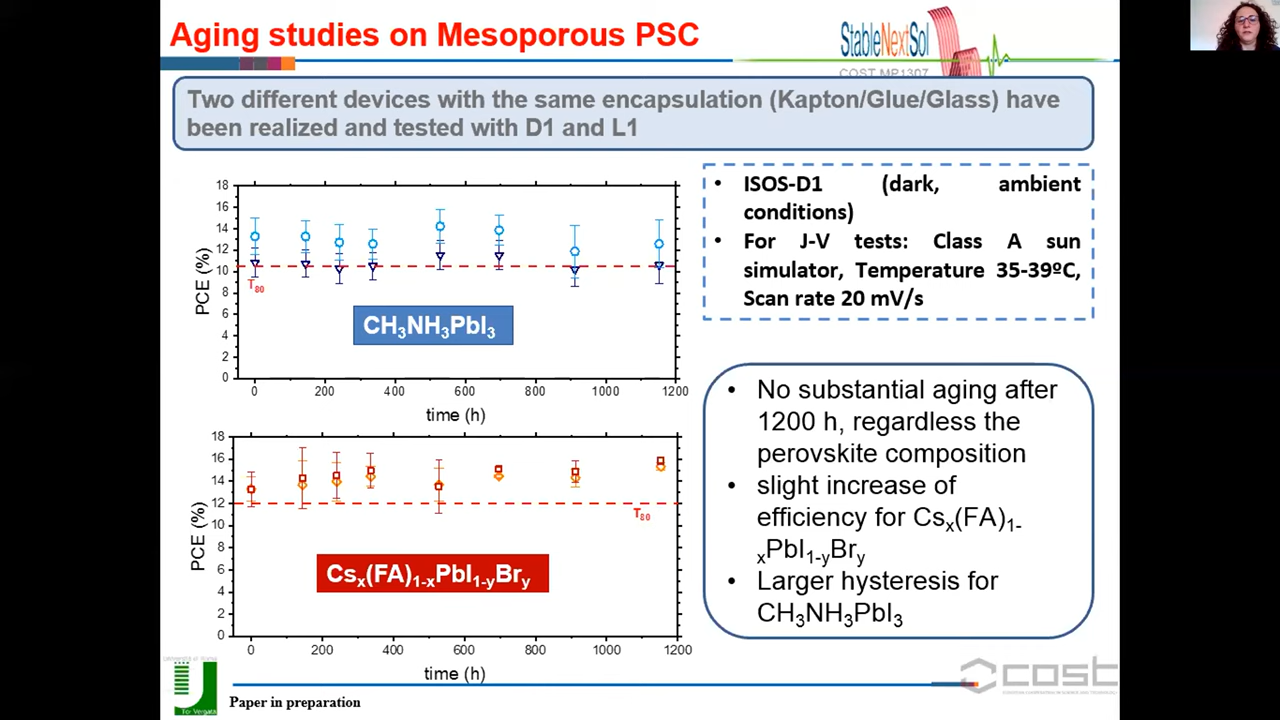 Aging studies on Mesoporous PSC
StableNextSol
COST MP1307
Two different devices with the same encapsulation (Kapton/Glue/Glass) have
been realized and tested with D1 and L1
18
16
14
12
10
8
6
4
2
0
PCE (%)
T80
CH3NH3PbI3
0 200 400 600 800 1000 1200
time (h)
18
16
14
12
10
8
6
4
2
0
PCE (%)
T80
Csx(FA)1-xPbI1-yBry
0 200 400 600 800 1000 1200
time (h)
• ISOS-D1 (dark, ambient
conditions)
• For J-V tests: Class A sun
simulator, Temperature 35-39ºC,
Scan rate 20 mV/s
• No substantial aging after
1200 h, regardless the
perovskite composition
• slight increase of
efficiency for Csx(FA)1-
xPbI1-yBry
• Larger hysteresis for
CH3NH3PbI3
Tor Vergata
Paper in preparation
cost